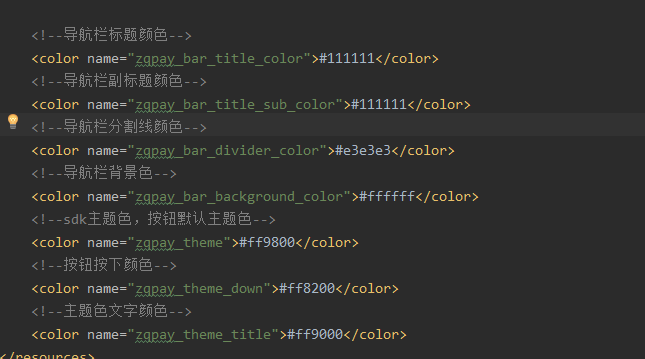 <!--导航栏标题颜色-->
<color name="zgpay_bar_title_color">#111111</color>
<!--导航栏副标题颜色-->
<color name="zgpay_bar_title_sub_color">#111111</color>
<!--导航栏分割线颜色-->
<color name="zgpay_bar_divider_color">#e3e3e3</color>
<!--导航栏背景色-->
<color name="zgpay_bar_background_color">#ffffff</color>
<!--sdk主题色，按钮默认主题色-->
<color name="zgpay_theme">#ff9800</color>
<!--按钮按下颜色-->
<color name="zgpay_theme_down">#ff8200</color>
<!--主题色文字颜色-->
<color name="zgpay_theme_title">#ff9000</color>
</resources>